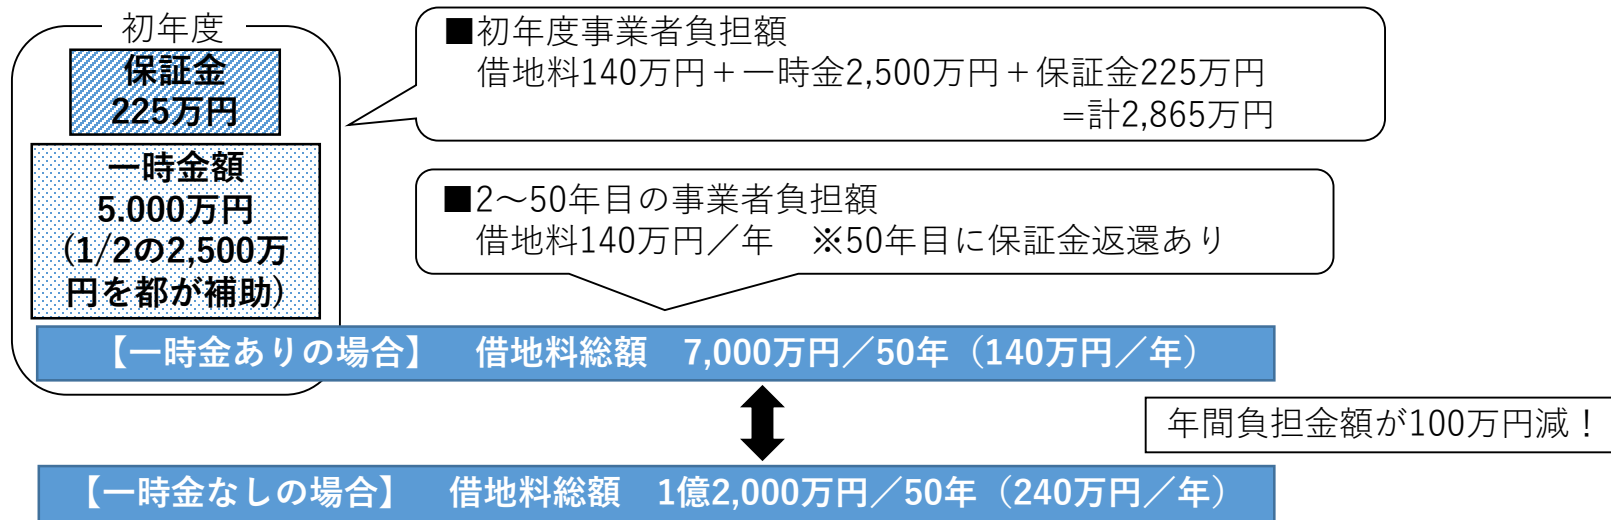 初年度
保証金
225万円
一時金額
5.000万円
(1/2の2,500万
円を都が補助)
■初年度事業者負担額
借地料140万円＋一時金2,500万円＋保証金225万円
=計2,865万円
■2～50年目の事業者負担額
借地料140万円／年　※50年目に保証金返還あり
【一時金ありの場合】　借地料総額　7,000万円／50年（140万円／年）
年間負担金額が100万円減！
【一時金なしの場合】　借地料総額　1億2,000万円／50年（240万円／年）